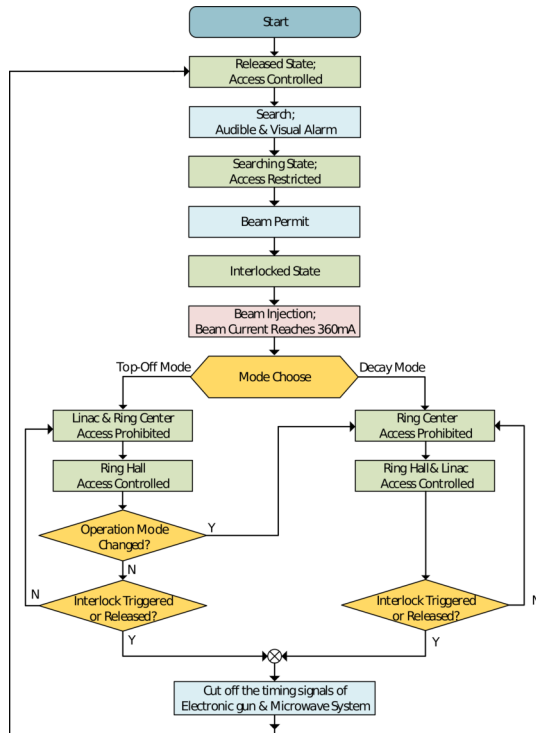 Start
Released State;
Access Controlled
Search;
Audible & Visual Alarm
Searching State;
Access Restricted
Beam Permit
Interlocked State
Beam Injection;
Beam Current Reaches 360mA
Top-Off Mode
Mode Choose
Decay Mode
Linac & Ring Center
Access Prohibited
Ring Center
Access Prohibited
Ring Hall
Access Controlled
Ring Hall & Linac
Access Controlled
Operation Mode
Changed?
Y
N
N
Interlock Triggered
or Released?
Interlock Triggered
or Released?
Y
Y
Cut off the timing signals of
Electronic gun & Microwave System